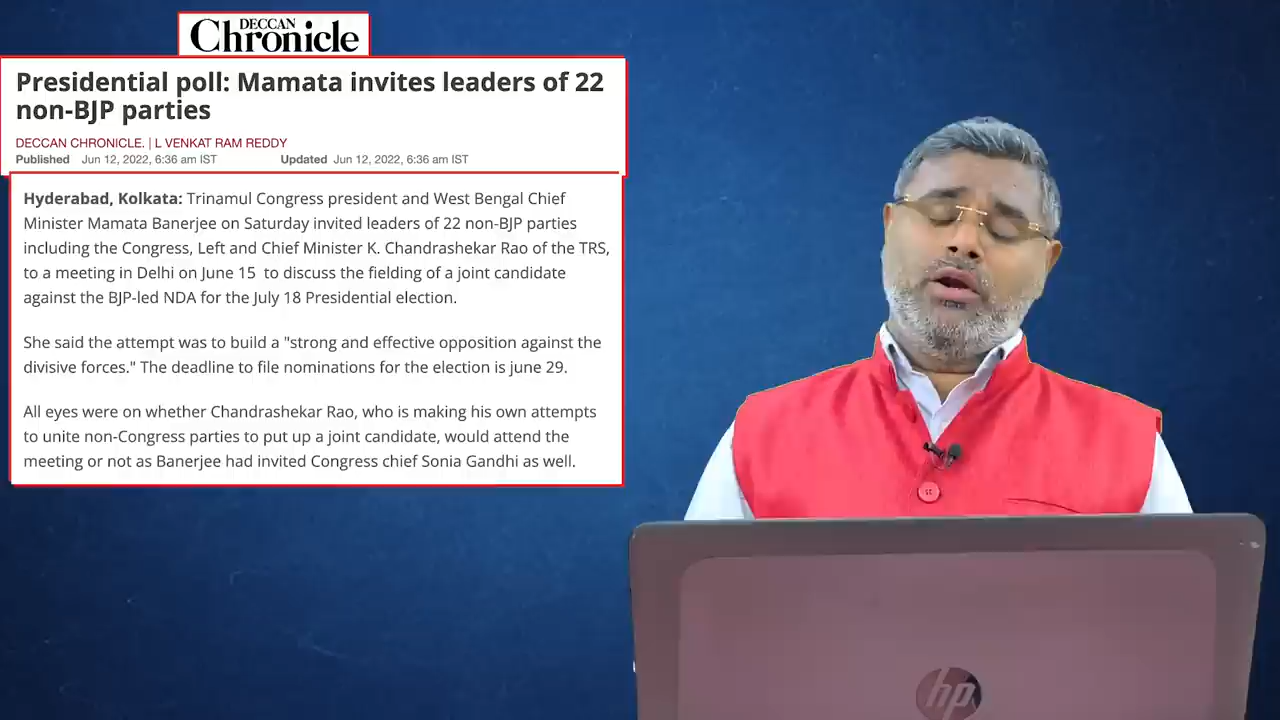 DECCAN
Chronicle
Presidential poll: Mamata invites leaders of 22
non-BJP parties
DECCAN CHRONICLE. | L VENKAT RAM REDDY
Published Jun 12, 2022, 6:36 am IST Updated Jun 12, 2022, 6:36 am IST
Hyderabad, Kolkata: Trinamul Congress president and West Bengal Chief
Minister Mamata Banerjee on Saturday invited leaders of 22 non-BJP parties
including the Congress, Left and Chief Minister K. Chandrashekar Rao of the TRS,
to a meeting in Delhi on June 15 to discuss the fielding of a joint candidate
against the BJP-led NDA for the July 18 Presidential election.
She said the attempt was to build a "strong and effective opposition against the
divisive forces." The deadline to file nominations for the election is june 29.
All eyes were on whether Chandrashekar Rao, who is making his own attempts
to unite non-Congress parties to put up a joint candidate, would attend the
meeting or not as Banerjee had invited Congress chief Sonia Gandhi as well.
hp